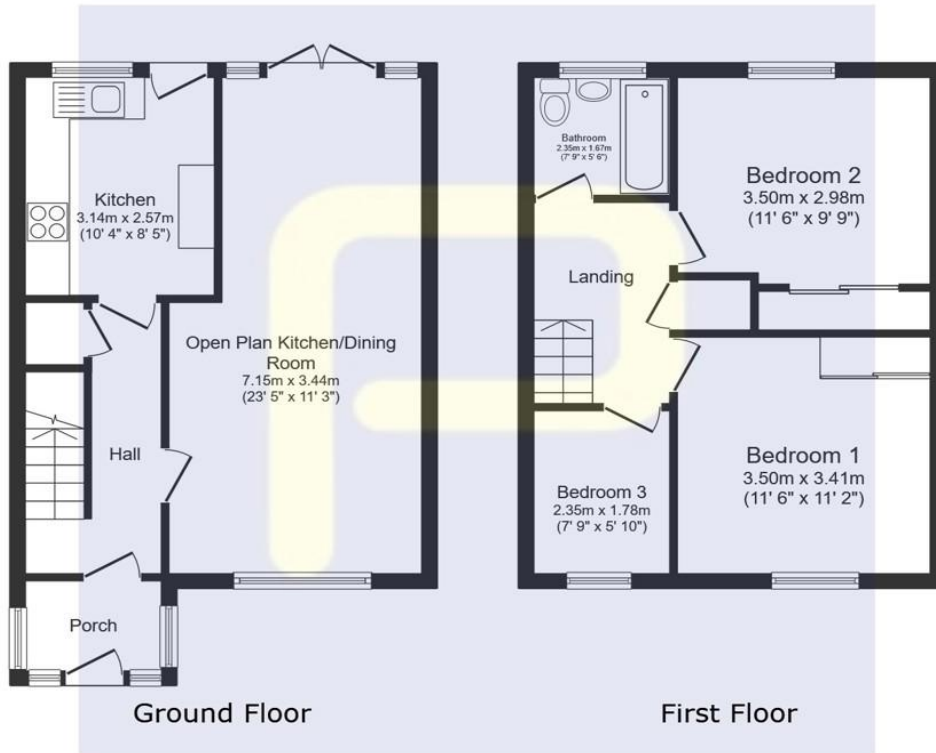 Kitchen
3.14m x 2.57m
(10' 4" x 8' 5")
Open Plan Kitchen/Dining
Room
7.15m x 3.44m
(23' 5" x 11' 3")
Hall
Porch
Ground Floor
Bathroom
2.35m x 1.67m
(7' 9" x 5' 6")
Bedroom 2
3.50m x 2.98m
(11' 6" x 9' 9")
Landing
Bedroom 1
3.50m x 3.41m
(11' 6" x 11' 2")
Bedroom 3
2.35m x 1.78m
(7' 9" x 5' 10")
First Floor